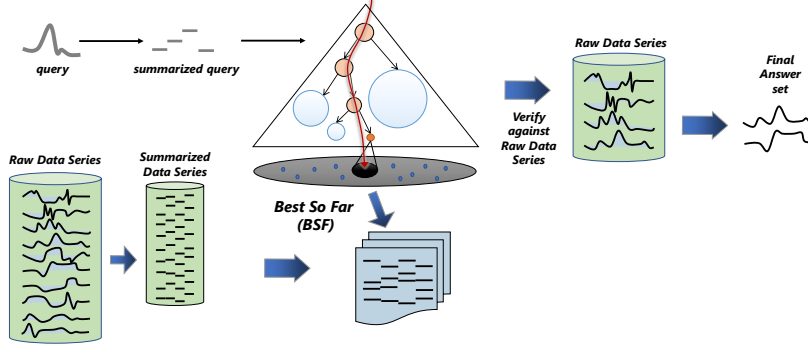 query
summarized query
Raw Data Series
Summarized
Data Series
Best So Far
(BSF)
Verify
against
Raw Data
Series
Raw Data Series
Final
Answer
set